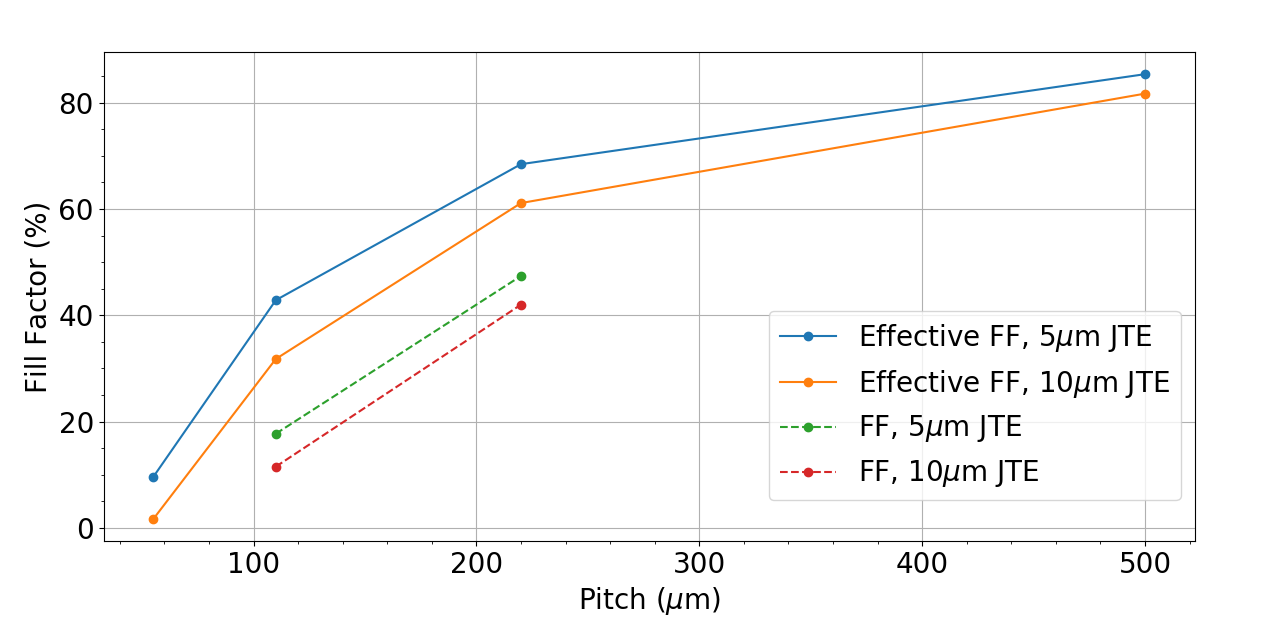 80
60
40
20
0
Fill Factor (%)
100
200
300
400
500
Pitch (μm)
Effective FF, 5μm JTE
Effective FF, 10μm JTE
FF, 5μm JTE
FF, 10μm JTE